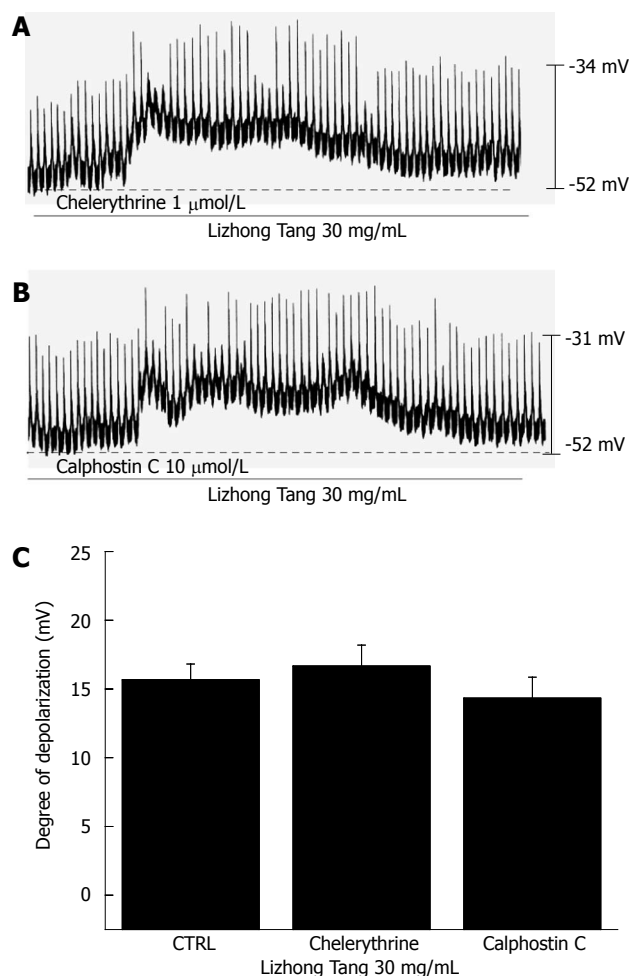 A
-34 mV
-52 mV
Chelerythrine 1 μmol/L
Lizhong Tang 30 mg/mL
B
-31 mV
-52 mV
Calphostin C 10 μmol/L
Lizhong Tang 30 mg/mL
C
Degree of depolarization (mV)
25
20
15
10
5
0
CTRL Chelerythrine Calphostin C
Lizhong Tang 30 mg/mL